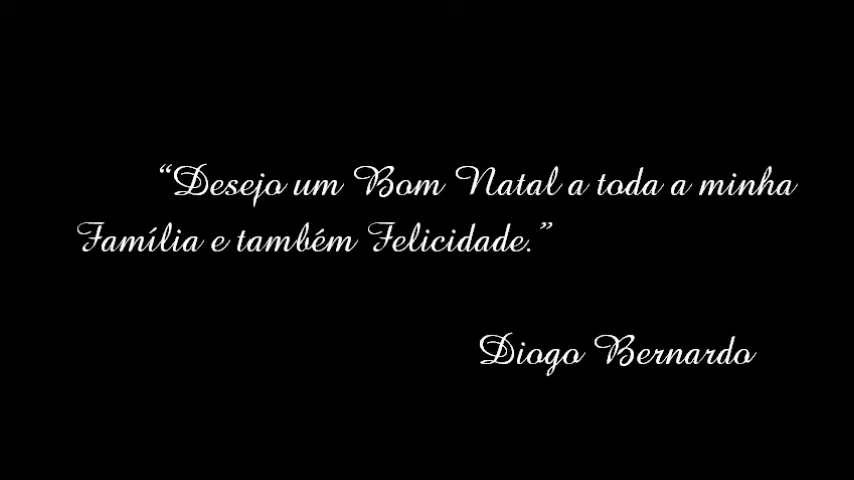 “Desejo um Bom Natal a toda a minha
Família e também Felicidade.”
Diogo Bernardo